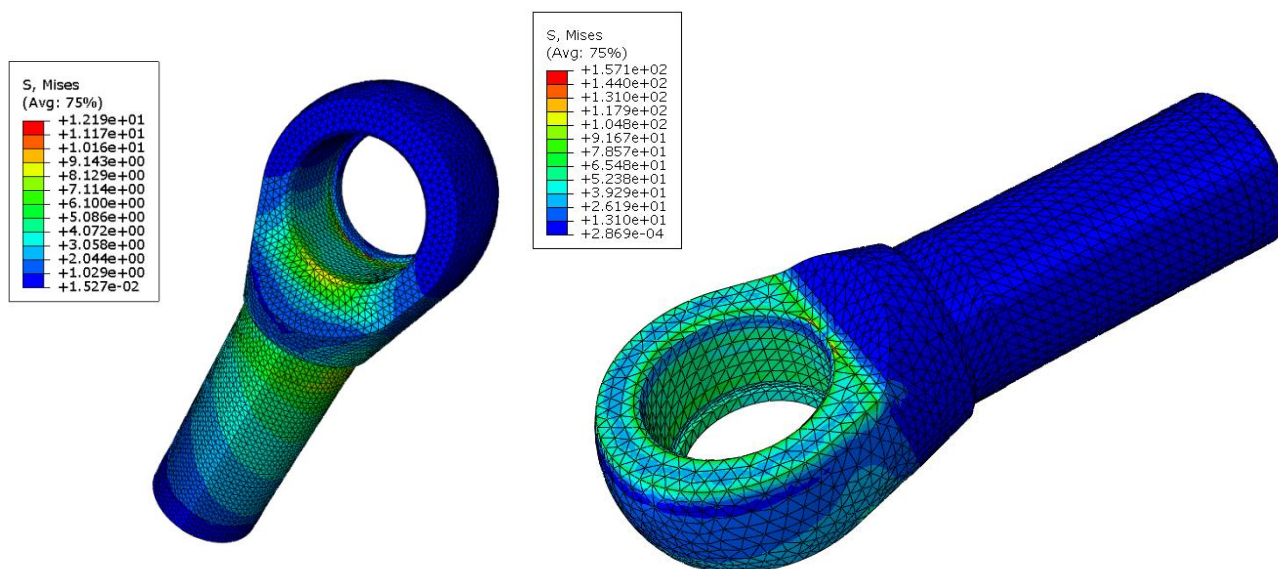 S, Mises
(Avg: 75%)
+1.219e+01
+1.117e+01
+1.016e+01
+9.143e+00
+8.129e+00
+7.114e+00
+6.100e+00
+5.086e+00
+4.072e+00
+3.058e+00
+2.044e+00
+1.029e+00
+1.527e-02
S, Mises
(Avg: 75%)
+1.571e+02
+1.440e+02
+1.310e+02
+1.179e+02
+1.048e+02
+9.167e+01
+7.857e+01
+6.548e+01
+5.238e+01
+3.929e+01
+2.619e+01
+1.310e+01
+2.869e-04